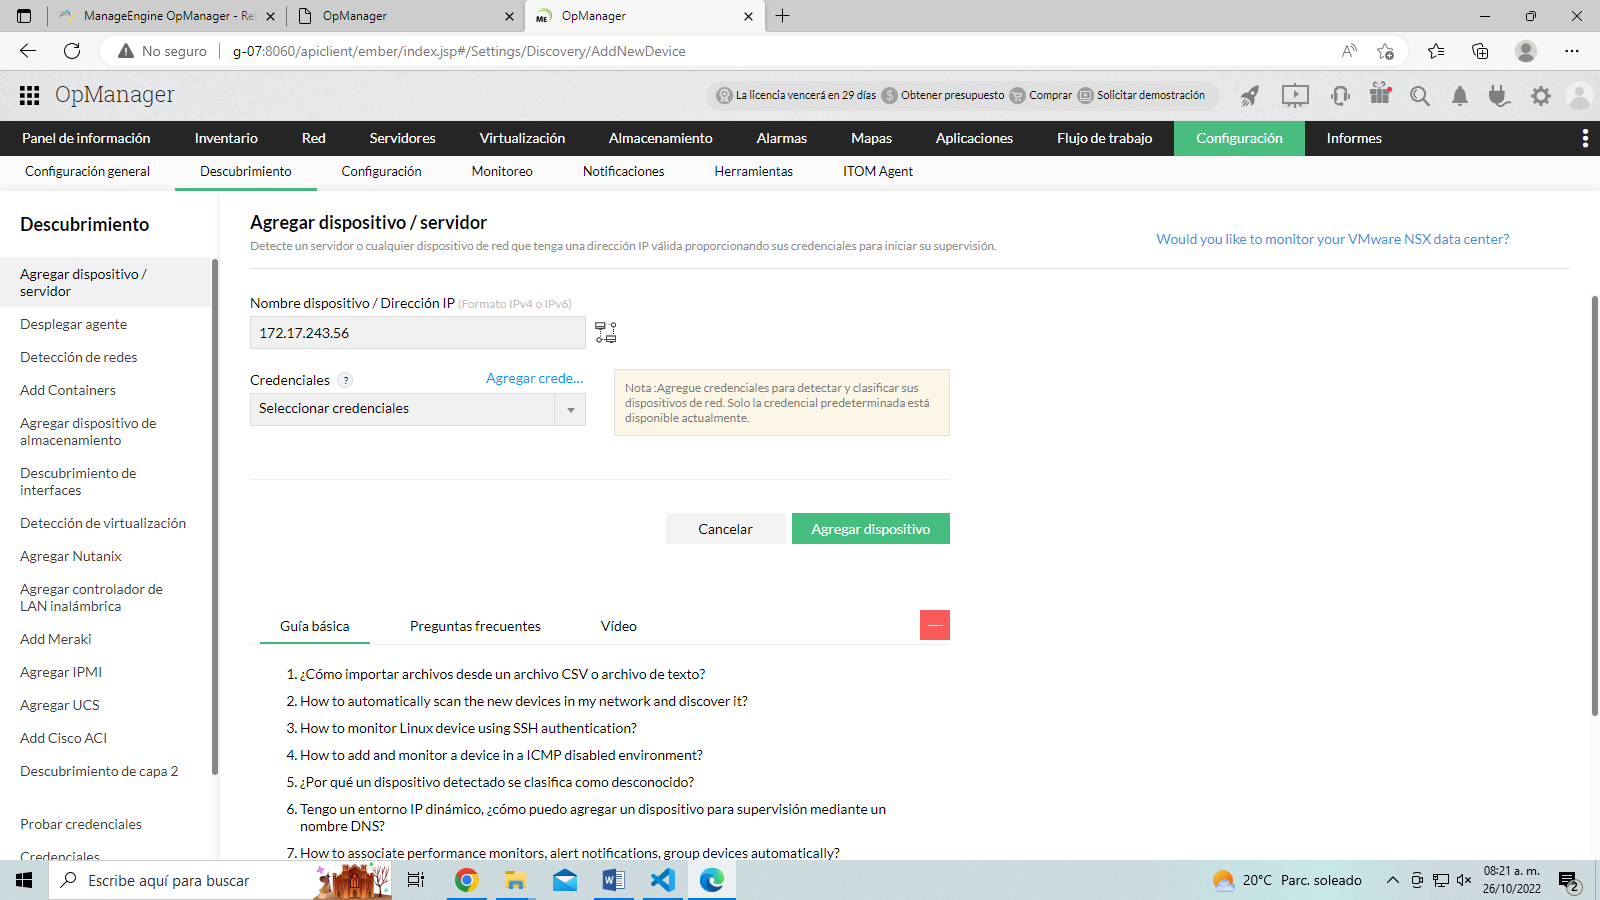 ManageEngine OpManager - Re
OpManager
OpManager
No seguro
g-07:8060/apiclient/ember/index.jsp#/Settings/Discovery/AddNewDevice
OpManager
La licencia vencerá en 29 días
Obtener presupuesto
Comprar
Solicitar demostración
Panel de información
Inventario
Red
Servidores
Virtualización
Almacenamiento
Alarmas
Mapas
Aplicaciones
Flujo de trabajo
Configuración
Informes
Configuración general
Descubrimiento
Configuración
Monitoreo
Notificaciones
Herramientas
ITOM Agent
Descubrimiento
Agregar dispositivo /
servidor
Desplegar agente
Detección de redes
Add Containers
Agregar dispositivo de
almacenamiento
Descubrimiento de
interfaces
Detección de virtualización
Agregar Nutanix
Agregar controlador de
LAN inalámbrica
Add Meraki
Agregar IPMI
Agregar UCS
Add Cisco ACI
Descubrimiento de capa 2
Probar credenciales
Credenciales
Agregar dispositivo / servidor
Detecte un servidor o cualquier dispositivo de red que tenga una dirección IP válida proporcionando sus credenciales para iniciar su supervisión.
Would you like to monitor your VMware NSX data center?
Nombre dispositivo / Dirección IP (Formato IPv4 o IPv6)
172.17.243.56
Credenciales ?
Agregar crede...
Seleccionar credenciales
Nota :Agregue credenciales para detectar y clasificar sus
dispositivos de red. Solo la credencial predeterminada está
disponible actualmente.
Cancelar
Agregar dispositivo
Guía básica
Preguntas frecuentes
Vídeo
1. ¿Cómo importar archivos desde un archivo CSV o archivo de texto?
2. How to automatically scan the new devices in my network and discover it?
3. How to monitor Linux device using SSH authentication?
4. How to add and monitor a device in a ICMP disabled environment?
5. ¿Por qué un dispositivo detectado se clasifica como desconocido?
6. Tengo un entorno IP dinámico, ¿cómo puedo agregar un dispositivo para supervisión mediante un
nombre DNS?
7. How to associate performance monitors, alert notifications, group devices automatically?
Escribe aquí para buscar
20°C Parc. soleado
08:21 a. m.
26/10/2022
2